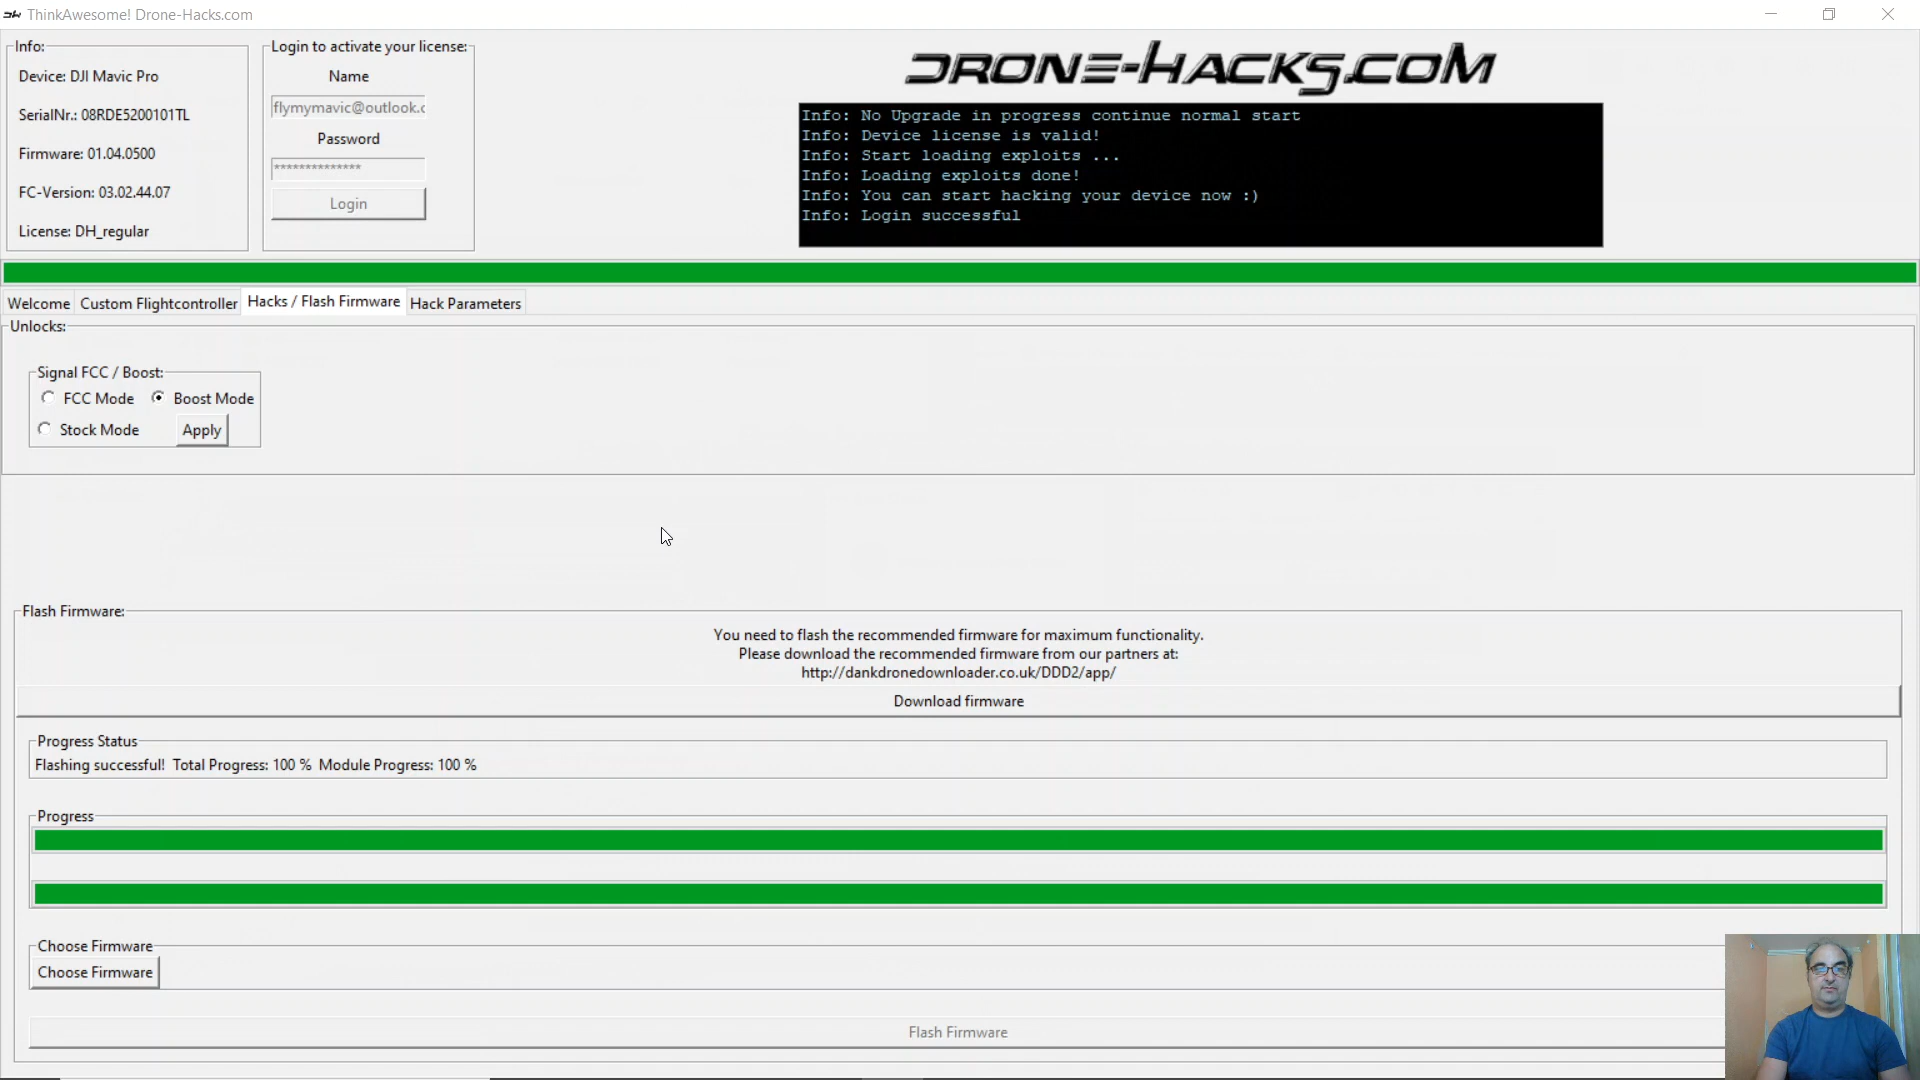 ThinkAwesome! Drone-Hacks.com
Info:
Device: DJI Mavic Pro
SerialNr.: 08RDE5200101TL
Firmware: 01.04.0500
FC-Version: 03.02.44.07
License: DH_regular
Login to activate your license:
Name
flymymavic@outlook.c
Password
**************
Login
DRONE-HACKS.COM
Info: No Upgrade in progress continue normal start
Info: Device license is valid!
Info: Start loading exploits ...
Info: Loading exploits done!
Info: You can start hacking your device now :)
Info: Login successful
Welcome Custom Flightcontroller Hacks / Flash Firmware Hack Parameters
Unlocks:
Signal FCC / Boost:
FCC Mode Boost Mode
Stock Mode Apply
Flash Firmware:
You need to flash the recommended firmware for maximum functionality.
Please download the recommended firmware from our partners at:
http://dankdronedownloader.co.uk/DDD2/app/
Download firmware
Progress Status
Flashing successful! Total Progress: 100 % Module Progress: 100 %
Progress
Choose Firmware
Choose Firmware
Flash Firmware